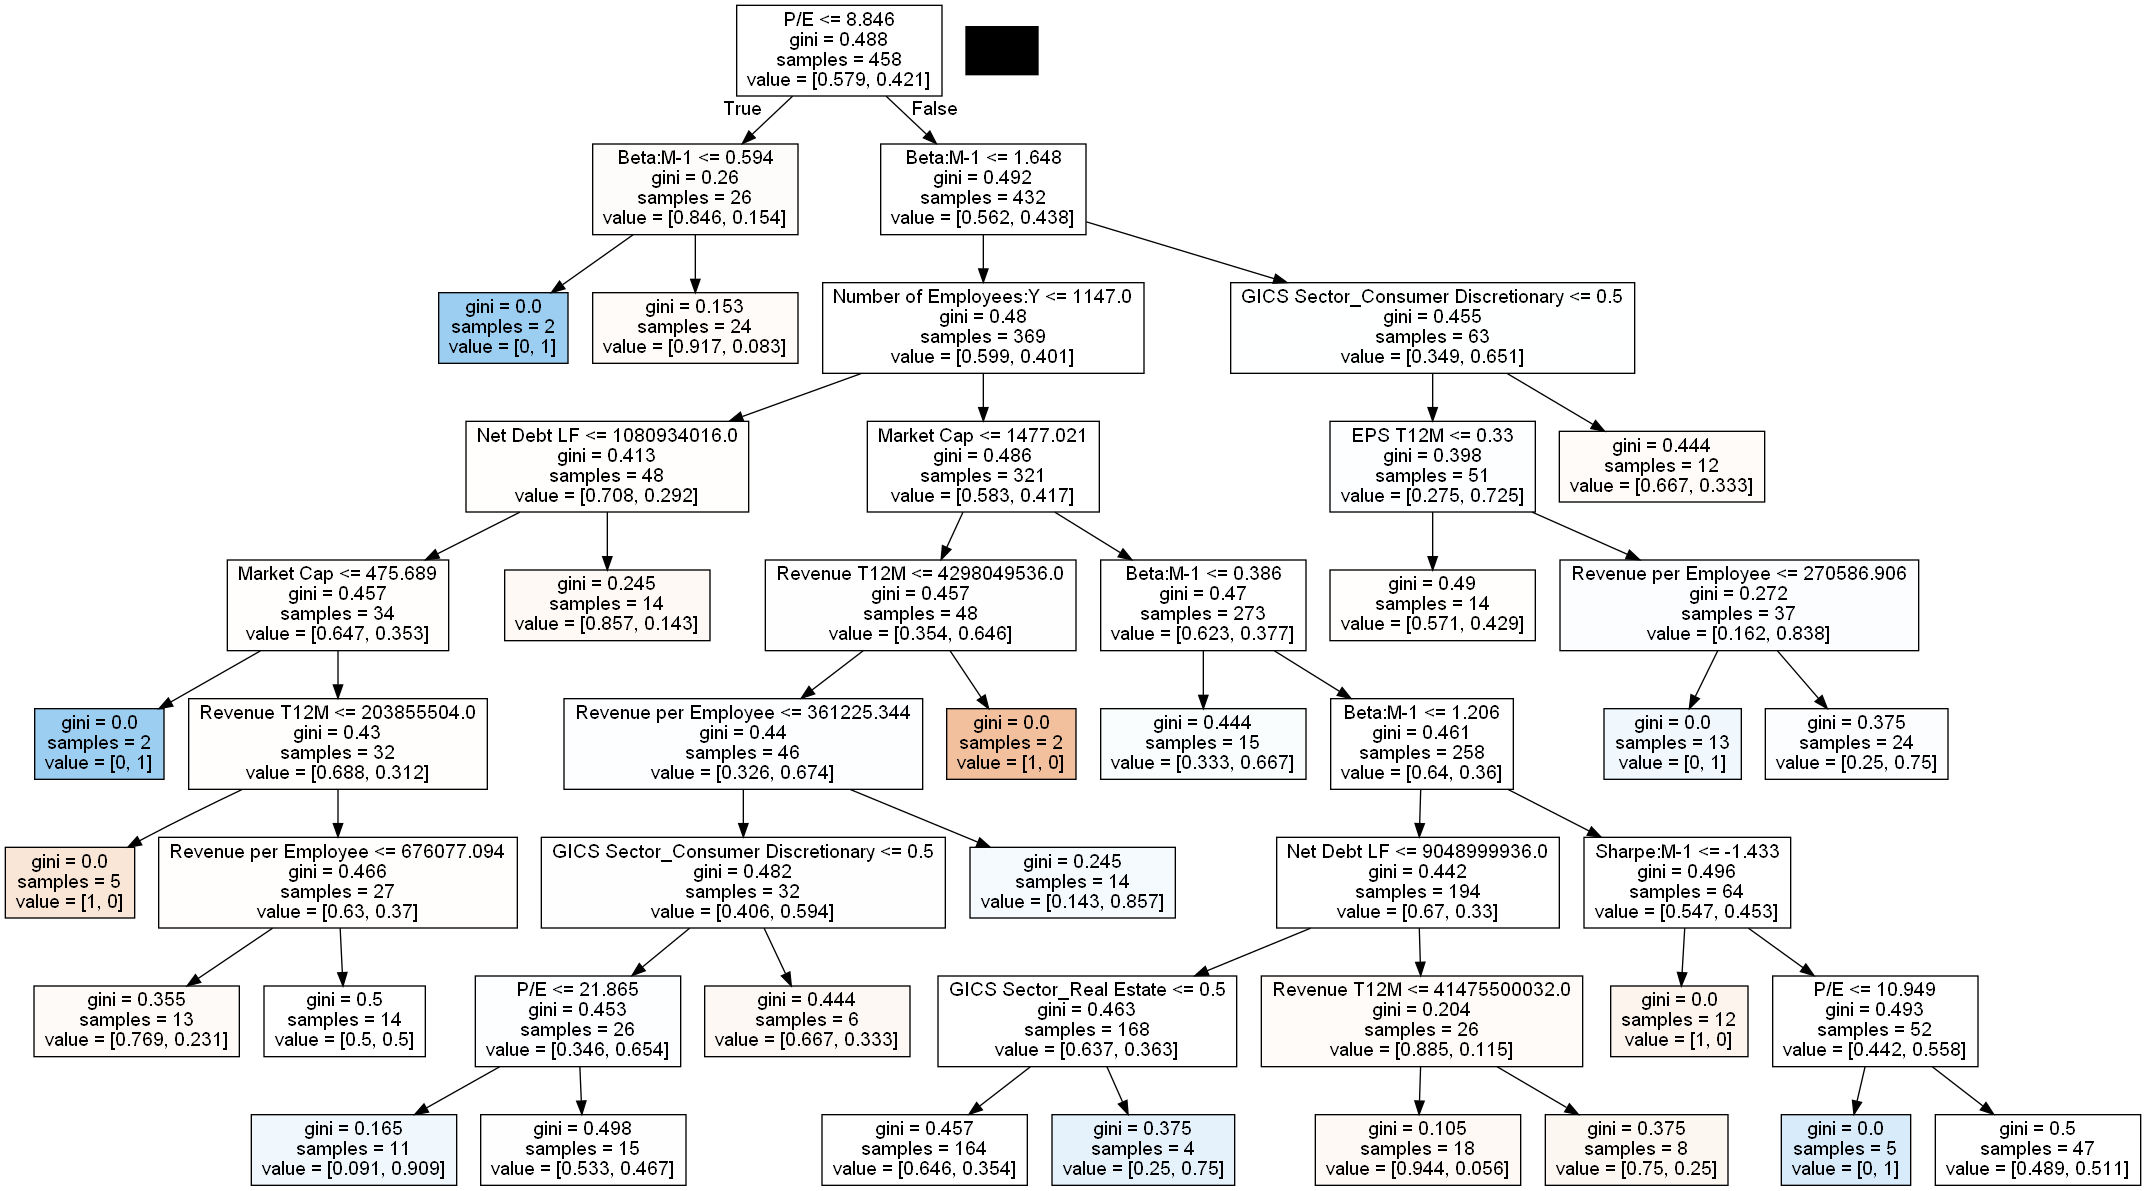 P/E <= 8.846
gini = 0.488
samples = 458
value = [0.579, 0.421]
True
False
Beta:M-1 <= 0.594
gini = 0.26
samples = 26
value = [0.846, 0.154]
Beta:M-1 <= 1.648
gini = 0.492
samples = 432
value = [0.562, 0.438]
gini = 0.0
samples = 2
value = [0, 1]
gini = 0.153
samples = 24
value = [0.917, 0.083]
Number of Employees:Y <= 1147.0
gini = 0.48
samples = 369
value = [0.599, 0.401]
GICS Sector_Consumer Discretionary <= 0.5
gini = 0.455
samples = 63
value = [0.349, 0.651]
Net Debt LF <= 1080934016.0
gini = 0.413
samples = 48
value = [0.708, 0.292]
Market Cap <= 1477.021
gini = 0.486
samples = 321
value = [0.583, 0.417]
EPS T12M <= 0.33
gini = 0.398
samples = 51
value = [0.275, 0.725]
gini = 0.444
samples = 12
value = [0.667, 0.333]
Market Cap <= 475.689
gini = 0.457
samples = 34
value = [0.647, 0.353]
gini = 0.245
samples = 14
value = [0.857, 0.143]
Revenue T12M <= 4298049536.0
gini = 0.457
samples = 48
value = [0.354, 0.646]
Beta:M-1 <= 0.386
gini = 0.47
samples = 273
value = [0.623, 0.377]
gini = 0.49
samples = 14
value = [0.571, 0.429]
Revenue per Employee <= 270586.906
gini = 0.272
samples = 37
value = [0.162, 0.838]
gini = 0.0
samples = 2
value = [0, 1]
Revenue T12M <= 203855504.0
gini = 0.43
samples = 32
value = [0.688, 0.312]
Revenue per Employee <= 361225.344
gini = 0.44
samples = 46
value = [0.326, 0.674]
gini = 0.0
samples = 2
value = [1, 0]
gini = 0.444
samples = 15
value = [0.333, 0.667]
Beta:M-1 <= 1.206
gini = 0.461
samples = 258
value = [0.64, 0.36]
gini = 0.0
samples = 13
value = [0, 1]
gini = 0.375
samples = 24
value = [0.25, 0.75]
gini = 0.0
samples = 5
value = [1, 0]
Revenue per Employee <= 676077.094
gini = 0.466
samples = 27
value = [0.63, 0.37]
GICS Sector_Consumer Discretionary <= 0.5
gini = 0.482
samples = 32
value = [0.406, 0.594]
gini = 0.245
samples = 14
value = [0.143, 0.857]
Net Debt LF <= 9048999936.0
gini = 0.442
samples = 194
value = [0.67, 0.33]
Sharpe:M-1 <= -1.433
gini = 0.496
samples = 64
value = [0.547, 0.453]
gini = 0.355
samples = 13
value = [0.769, 0.231]
gini = 0.5
samples = 14
value = [0.5, 0.5]
P/E <= 21.865
gini = 0.453
samples = 26
value = [0.346, 0.654]
gini = 0.444
samples = 6
value = [0.667, 0.333]
GICS Sector_Real Estate <= 0.5
gini = 0.463
samples = 168
value = [0.637, 0.363]
Revenue T12M <= 41475500032.0
gini = 0.204
samples = 26
value = [0.885, 0.115]
gini = 0.0
samples = 12
value = [1, 0]
P/E <= 10.949
gini = 0.493
samples = 52
value = [0.442, 0.558]
gini = 0.165
samples = 11
value = [0.091, 0.909]
gini = 0.498
samples = 15
value = [0.533, 0.467]
gini = 0.457
samples = 164
value = [0.646, 0.354]
gini = 0.375
samples = 4
value = [0.25, 0.75]
gini = 0.105
samples = 18
value = [0.944, 0.056]
gini = 0.375
samples = 8
value = [0.75, 0.25]
gini = 0.0
samples = 5
value = [0, 1]
gini = 0.5
samples = 47
value = [0.489, 0.511]